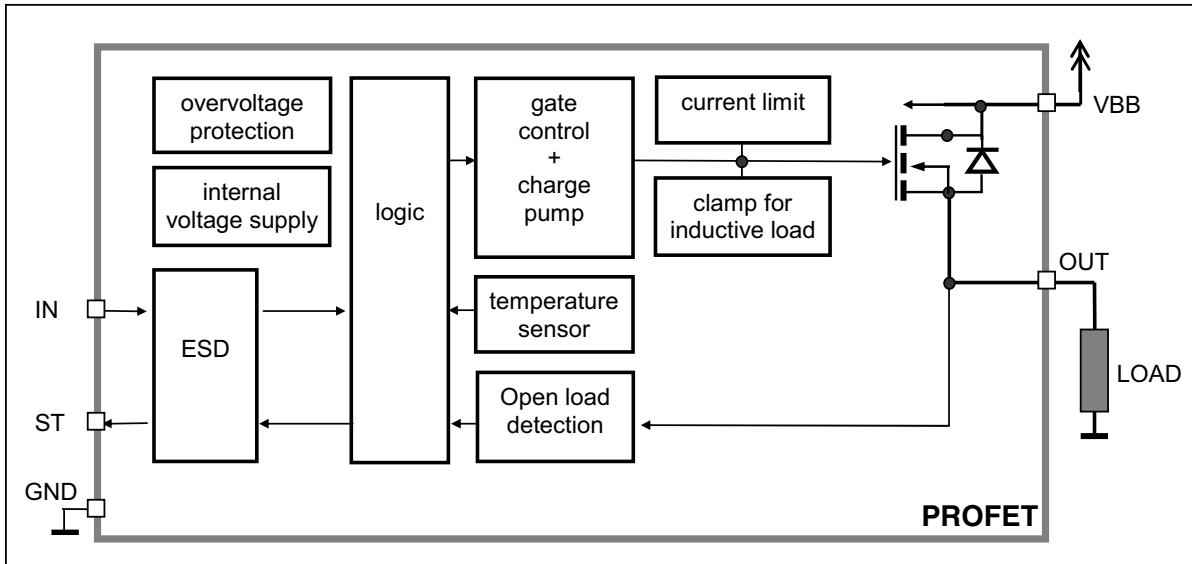 overvoltage
protection
internal
voltage supply
logic
gate
control
+
charge
pump
current limit
clamp for
inductive load
VBB
IN
ESD
temperature
sensor
OUT
LOAD
ST
Open load
detection
GND
PROFET